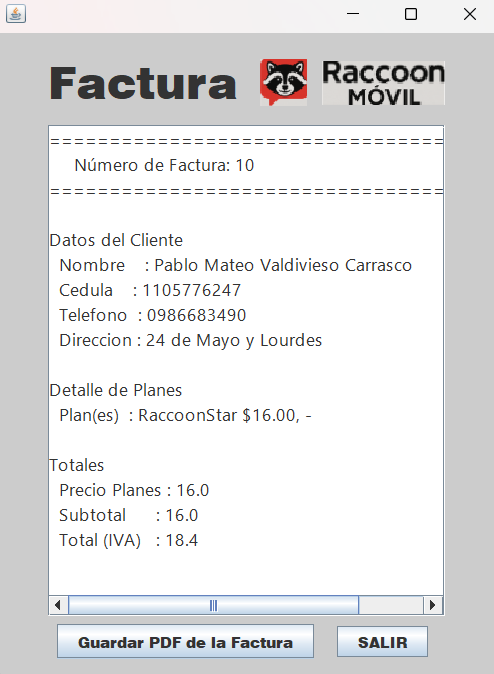 Factura
Raccoon
MÓVIL
========================================
Número de Factura: 10
========================================
Datos del Cliente
Nombre : Pablo Mateo Valdivieso Carrasco
Cedula : 1105776247
Telefono : 0986683490
Direccion : 24 de Mayo y Lourdes
Detalle de Planes
Plan(es) : RaccoonStar $16.00, -
Totales
Precio Planes : 16.0
Subtotal : 16.0
Total (IVA) : 18.4
Guardar PDF de la Factura
SALIR